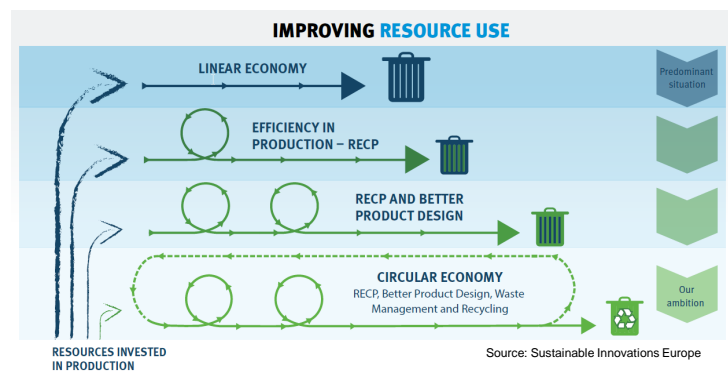 IMPROVING RESOURCE USE
LINEAR ECONOMY
Predominant
situation
EFFICIENCY IN
PRODUCTION – RECP
RECP AND BETTER
PRODUCT DESIGN
CIRCULAR ECONOMY
RECP, Better Product Design, Waste
Management and Recycling
Our
ambition
RESOURCES INVESTED
IN PRODUCTION
Source: Sustainable Innovations Europe